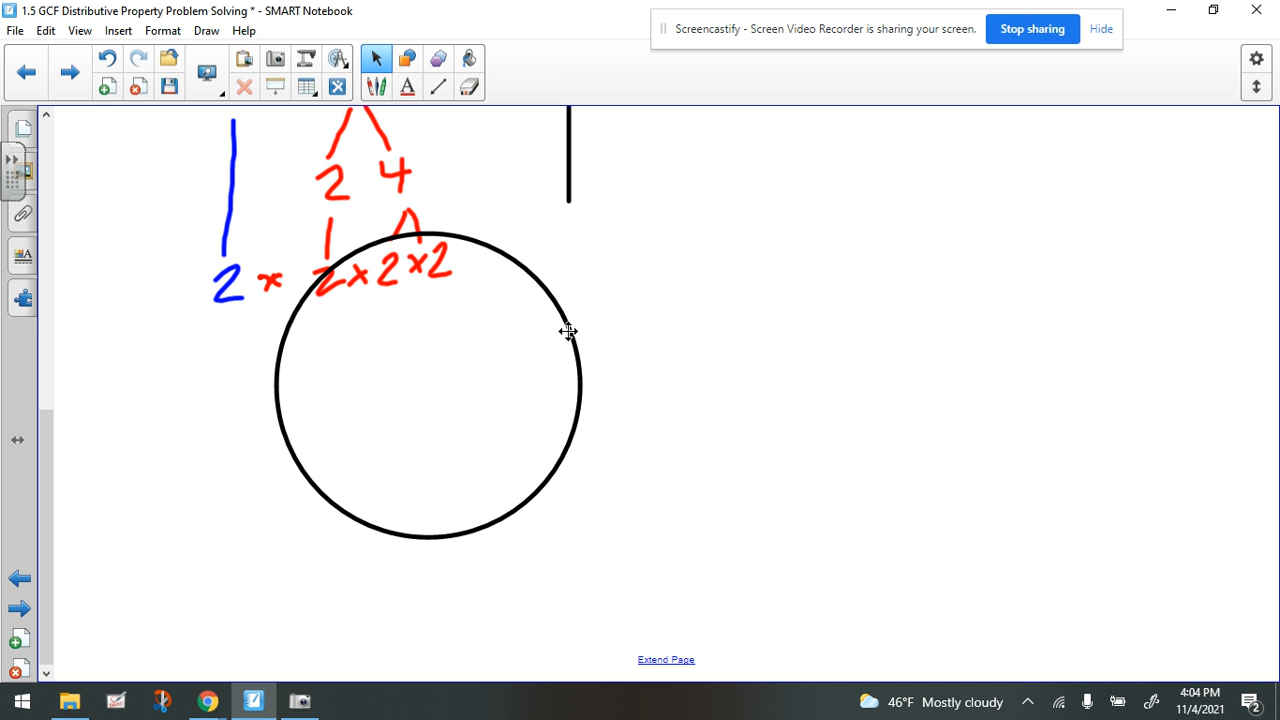 1.5 GCF Distributive Property Problem Solving * - SMART Notebook
Screencastify - Screen Video Recorder is sharing your screen.
Stop sharing
Hide
File Edit View Insert Format Draw Help
2 4
2 × 2 × 2 × 2
Extend Page
46°F Mostly cloudy
4:04 PM
11/4/2021
2